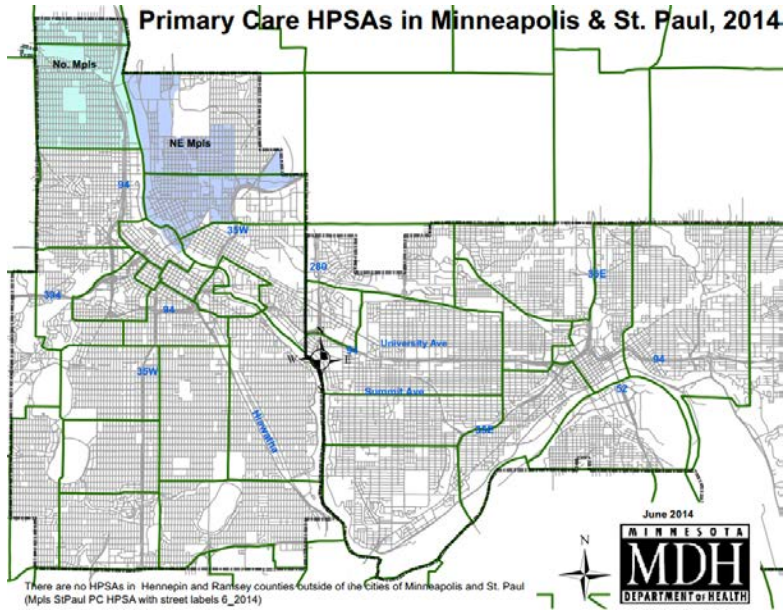 Primary Care HPSAs in Minneapolis & St. Paul, 2014
No. Mpls
NE Mpls
94
35W
280
394
94
35E
University Ave
94
94
W
N
E
35W
Summit Ave
52
Hiawatha
35E
June 2014
N
MINNESOTA
MDH
DEPARTMENT OF HEALTH
There are no HPSAs in Hennepin and Ramsey counties outside of the cities of Minneapolis and St. Paul
(Mpls StPaul PC HPSA with street labels 6_2014)